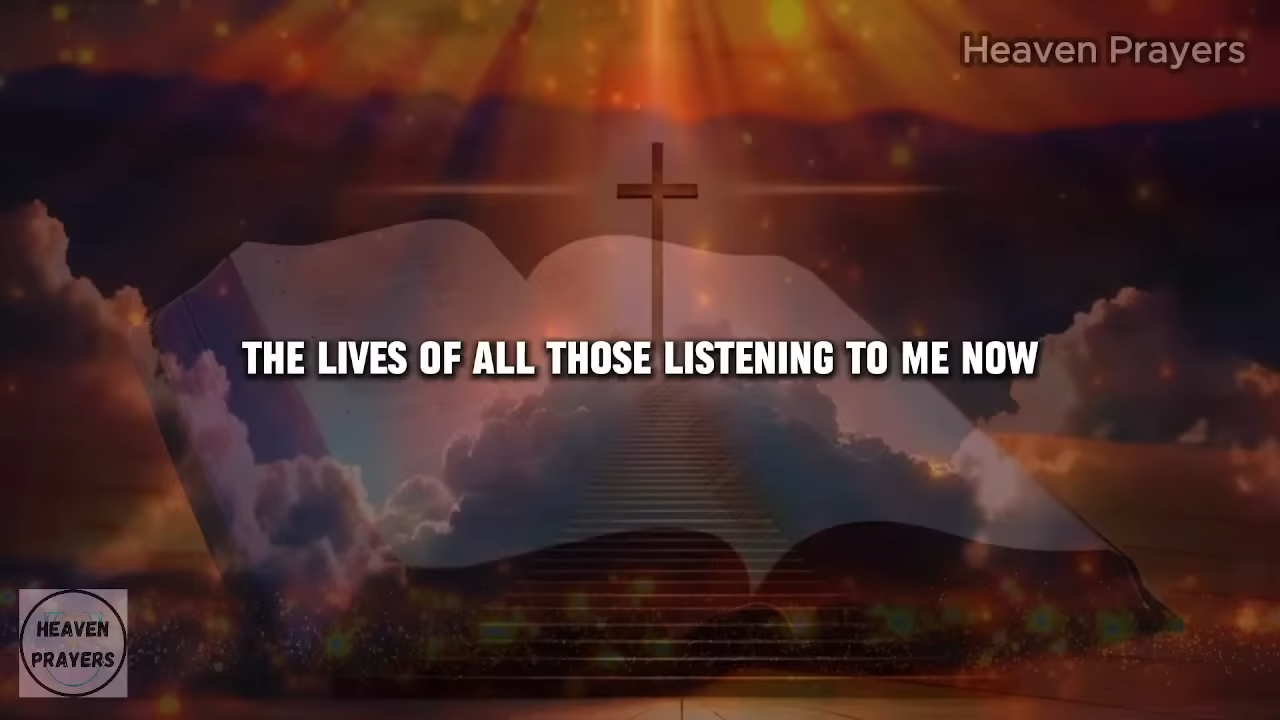 Heaven Prayers
THE LIVES OF ALL THOSE LISTENING TO ME NOW
HEAVEN
PRAYERS